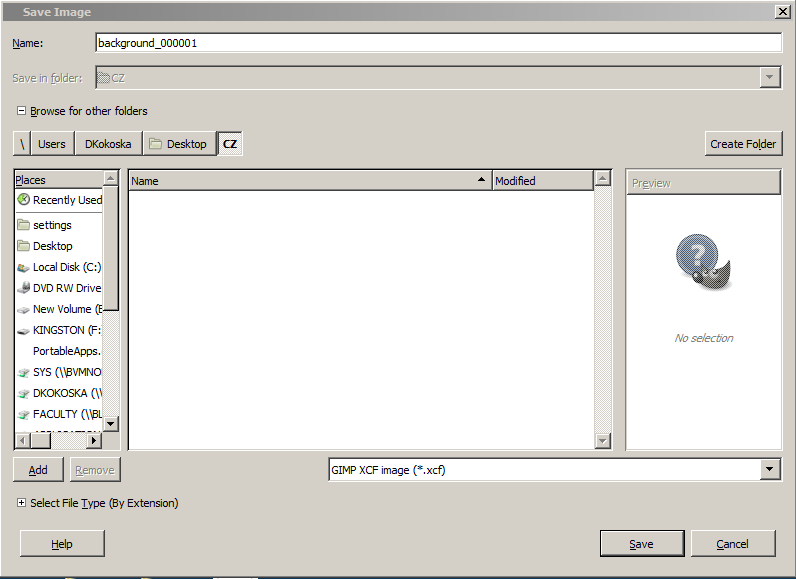 Save Image
Name: background_000001
Save in folder: CZ
Browse for other folders
\ Users DKokoska Desktop CZ Create Folder
Places Name Modified Preview
Recently Used
settings
Desktop
Local Disk (C:)
DVD RW Drive
New Volume (E
KINGSTON (F:
No selection
PortableApps.
SYS (\\BVMNO
DKOKOSKA (\\
FACULTY (\\BL
Add Remove GIMP XCF image (*.xcf)
Select File Type (By Extension)
Help Save Cancel